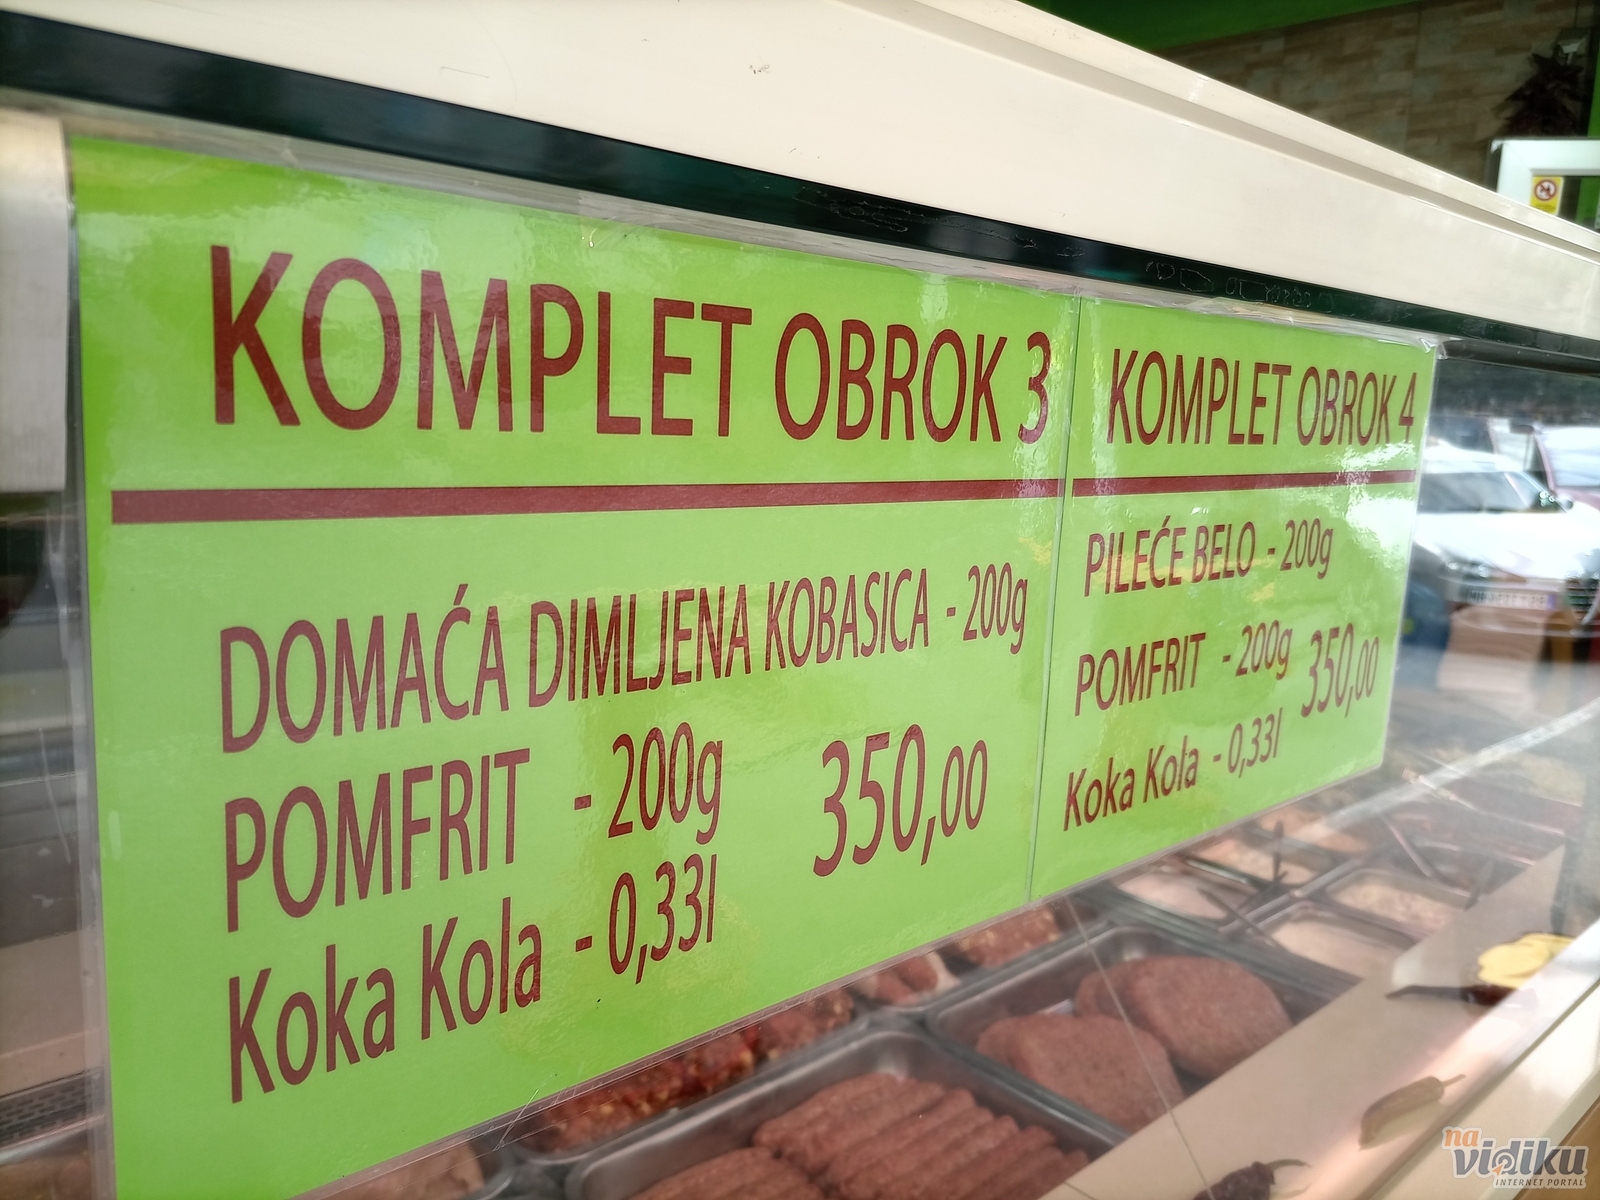 KOMPLET OBROK 3
DOMAĆA DIMLJENA KOBASICA - 200g
POMFRIT - 200g
350,00
Koka Kola - 0,33l
KOMPLET OBROK 4
PILEĆE BELO - 200g
POMFRIT - 200g
350,00
Koka Kola - 0,33l
na
vidiku
INTERNET PORTAL